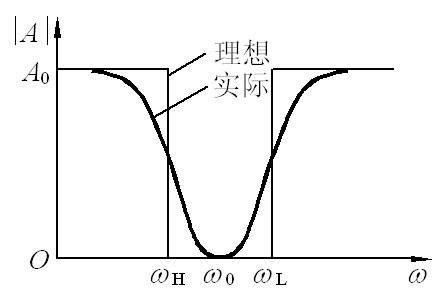 |A|
理想
A₀
实际
O
ω_H ω₀ ω_L ω